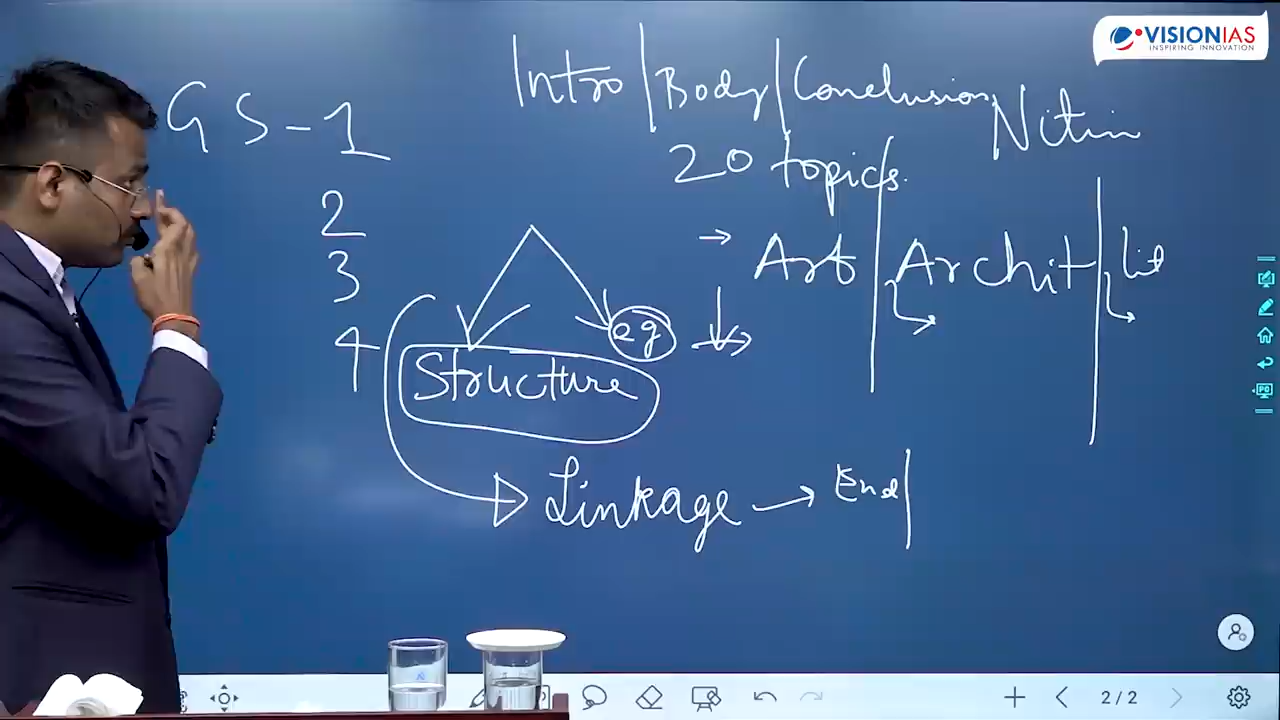 VISIONIAS
INSPIRING INNOVATION
Intro | Body | Conclusion
Nitin
GS-1
2
3
4
20 topics.
→ Art | Archit | Lit
eg
Structure
Linkage → End
2/2